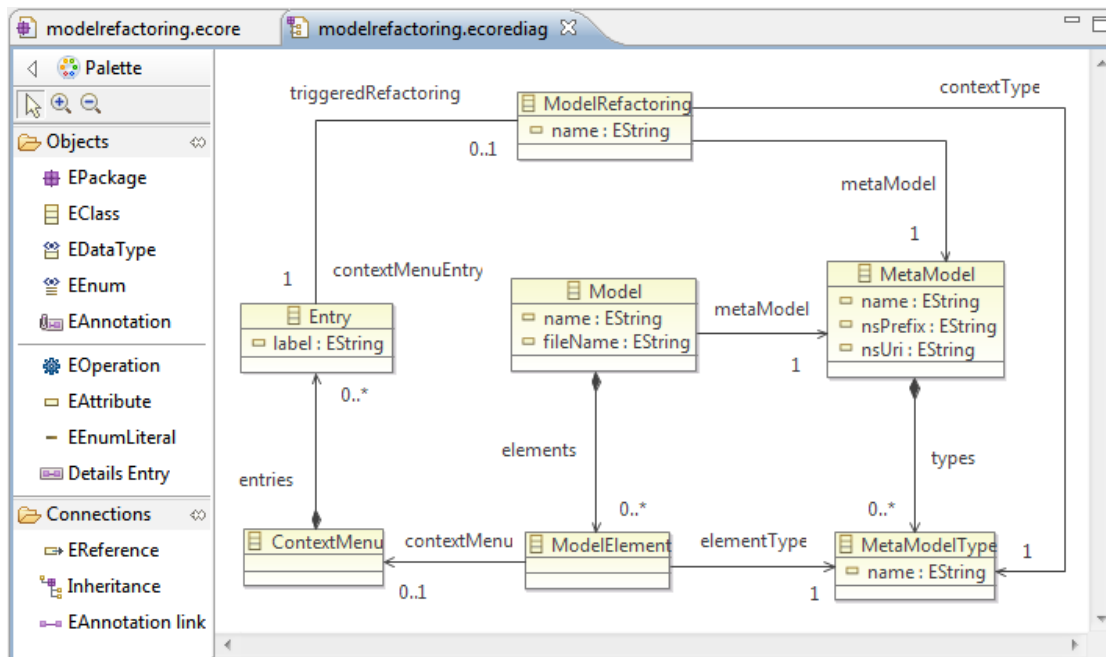 modelrefactoring.ecore
modelrefactoring.ecorediag
Palette
Objects
EPackage
EClass
EDataType
EEnum
EAnnotation
EOperation
EAttribute
EEnumLiteral
Details Entry
Connections
EReference
Inheritance
EAnnotation link
triggeredRefactoring
ModelRefactoring
name : EString
contextType
0..1
metaModel
1
1
contextMenuEntry
Entry
label : EString
Model
name : EString
fileName : EString
metaModel
1
MetaModel
name : EString
nsPrefix : EString
nsUri : EString
0..*
entries
elements
types
0..*
0..*
ContextMenu
contextMenu
0..1
ModelElement
elementType
1
MetaModelType
name : EString
1